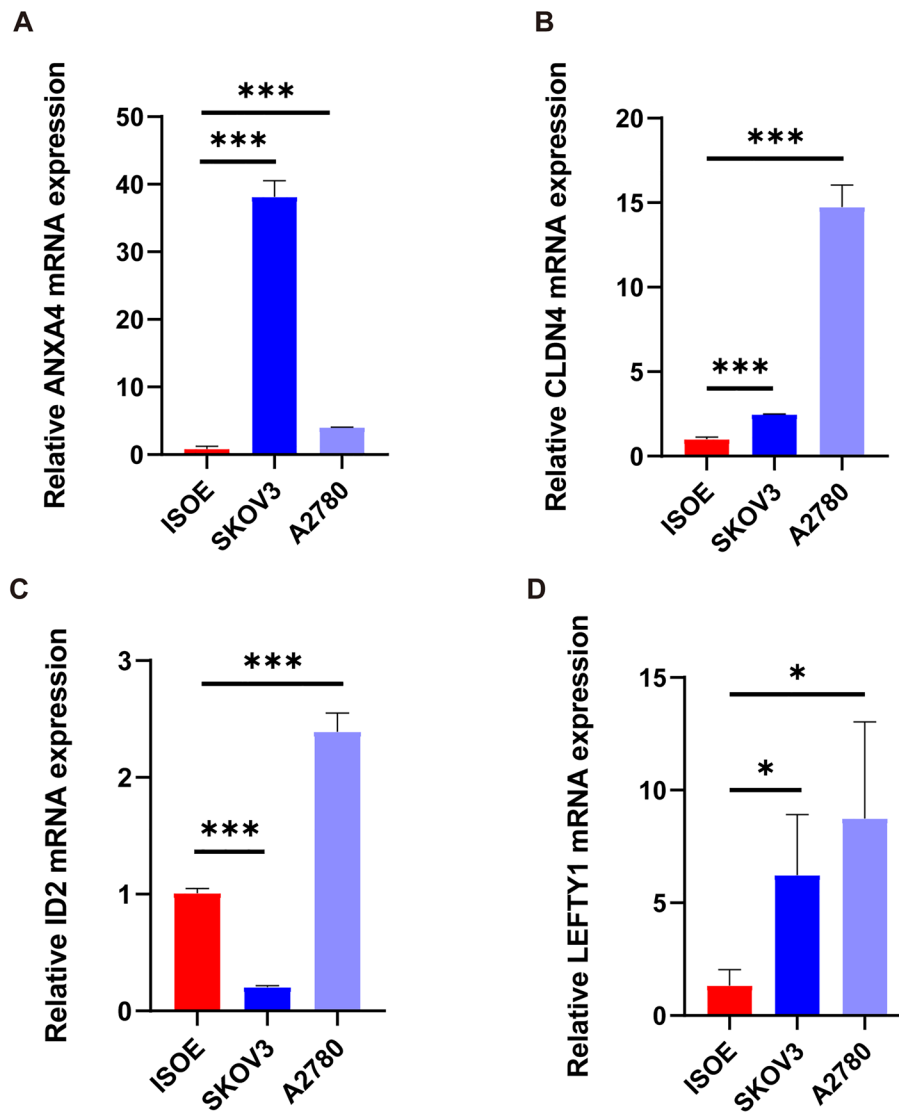 A
Relative ANXA4 mRNA expression
50
40
30
20
10
0
***
***
ISOE
SKOV3
A2780
B
Relative CLDN4 mRNA expression
20
15
10
5
0
***
***
ISOE
SKOV3
A2780
C
Relative ID2 mRNA expression
3
2
1
0
***
***
ISOE
SKOV3
A2780
D
Relative LEFTY1 mRNA expression
15
10
5
0
*
*
ISOE
SKOV3
A2780